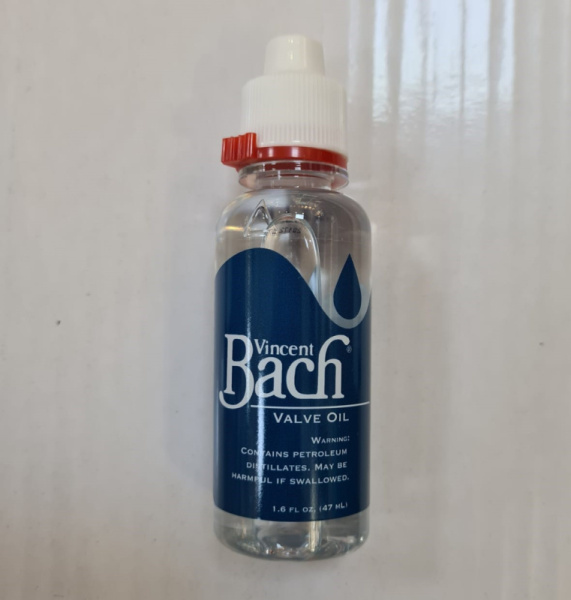 Vincent
Bach®
VALVE OIL
WARNING:
CONTAINS PETROLEUM
DISTILLATES. MAY BE
HARMFUL IF SWALLOWED.
1.6 FL OZ. (47 ML)